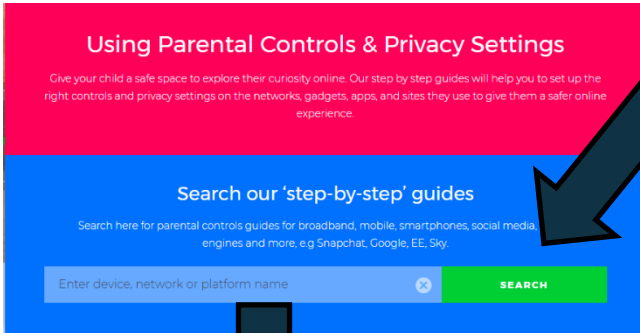 Using Parental Controls & Privacy Settings
Give your child a safe space to explore their curiosity online. Our step by step guides will help you to set up the
right controls and privacy settings on the networks, gadgets, apps, and sites they use to give them a safer online
experience.
Search our ‘step-by-step’ guides
Search here for parental controls guides for broadband, mobile, smartphones, social media,
engines and more, e.g Snapchat, Google, EE, Sky.
Enter device, network or platform name
SEARCH